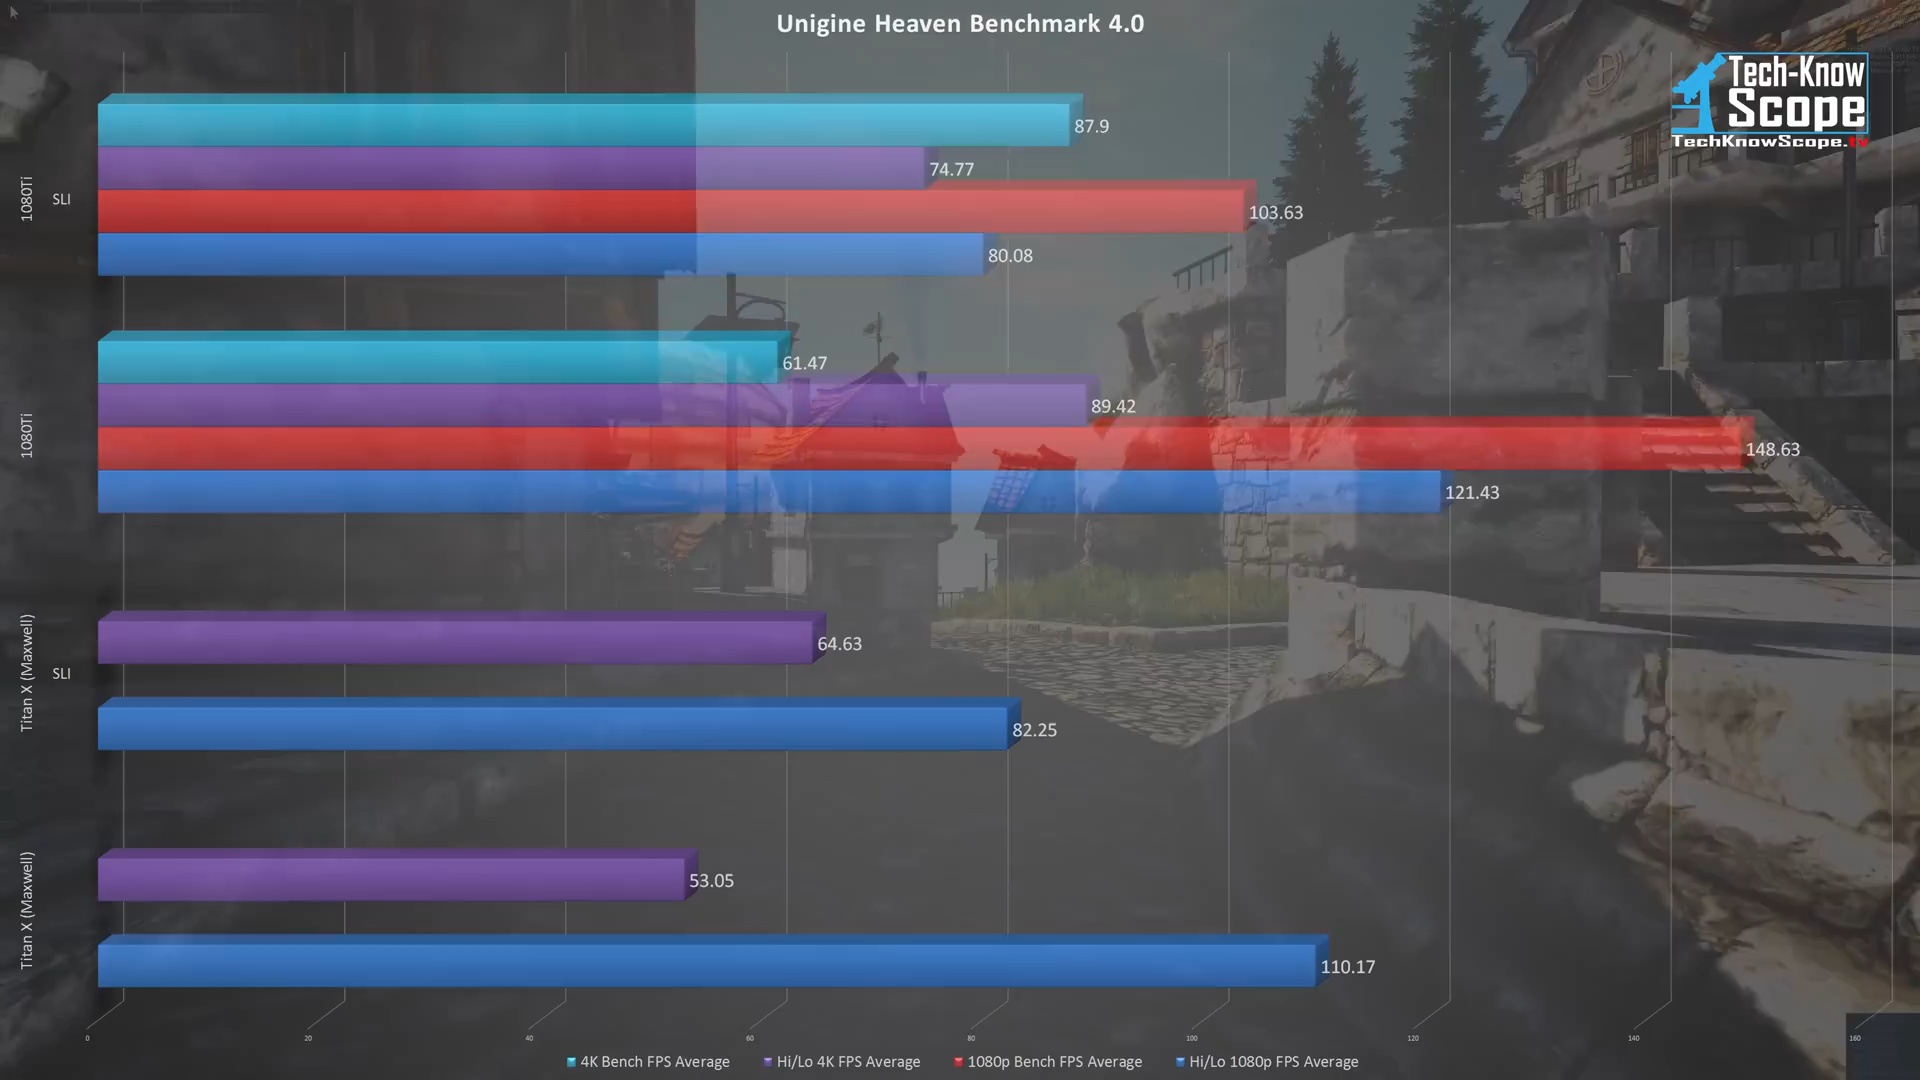 Unigine Heaven Benchmark 4.0
Tech-Know
Scope
TechKnowScope.tv
87.9
74.77
1080Ti
SLI
103.63
80.08
61.47
89.42
1080Ti
148.63
121.43
64.63
Titan X (Maxwell)
SLI
82.25
53.05
Titan X (Maxwell)
110.17
0 20 40 60 80 100 120 140 160
4K Bench FPS Average Hi/Lo 4K FPS Average 1080p Bench FPS Average Hi/Lo 1080p FPS Average